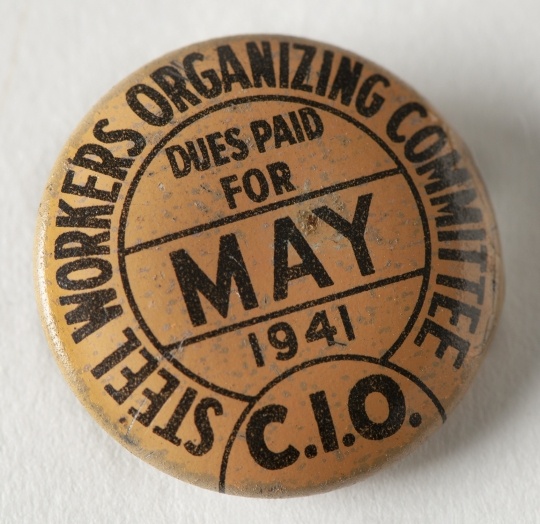 STEEL WORKERS ORGANIZING COMMITTEE
DUES PAID
FOR
MAY
1941
C.I.O.